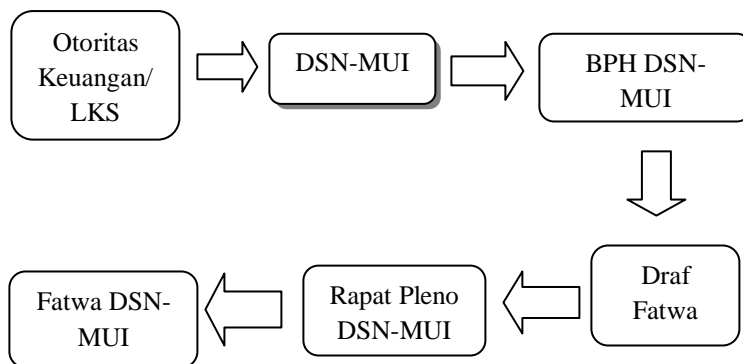 Otoritas
Keuangan/
LKS
DSN-MUI
BPH DSN-
MUI
Draf
Fatwa
Rapat Pleno
DSN-MUI
Fatwa DSN-
MUI